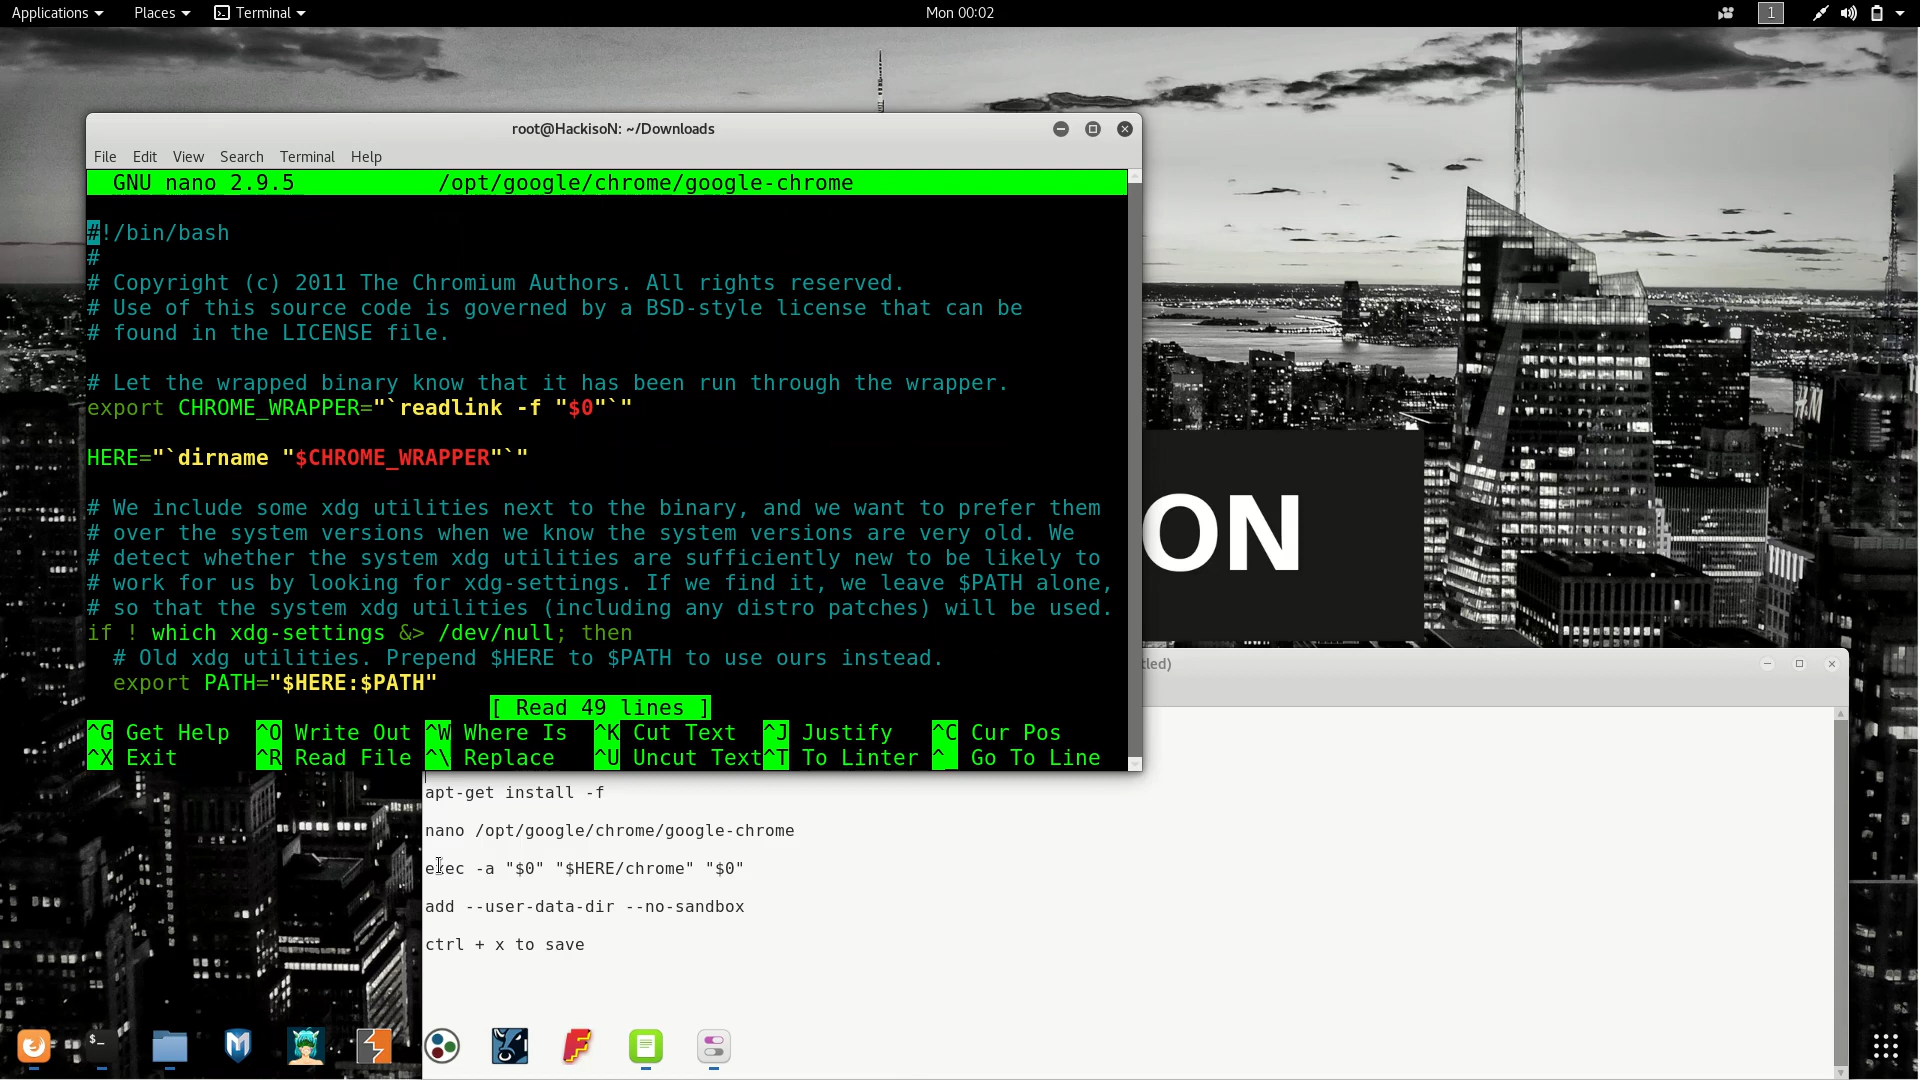 Applications Places Terminal Mon 00:02 1
root@HackisoN: ~/Downloads
File Edit View Search Terminal Help
GNU nano 2.9.5 /opt/google/chrome/google-chrome
#!/bin/bash
#
# Copyright (c) 2011 The Chromium Authors. All rights reserved.
# Use of this source code is governed by a BSD-style license that can be
# found in the LICENSE file.
# Let the wrapped binary know that it has been run through the wrapper.
export CHROME_WRAPPER="`readlink -f "$0"`"
HERE="`dirname "$CHROME_WRAPPER"`"
# We include some xdg utilities next to the binary, and we want to prefer them
# over the system versions when we know the system versions are very old. We
# detect whether the system xdg utilities are sufficiently new to be likely to
# work for us by looking for xdg-settings. If we find it, we leave $PATH alone,
# so that the system xdg utilities (including any distro patches) will be used.
if ! which xdg-settings &> /dev/null; then
# Old xdg utilities. Prepend $HERE to $PATH to use ours instead.
export PATH="$HERE:$PATH"
[ Read 49 lines ]
^G Get Help ^O Write Out ^W Where Is ^K Cut Text ^J Justify ^C Cur Pos
^X Exit ^R Read File ^\ Replace ^U Uncut Text ^T To Linter ^_ Go To Line
ON
H&M
tled)
apt-get install -f
nano /opt/google/chrome/google-chrome
exec -a "$0" "$HERE/chrome" "$0"
add --user-data-dir --no-sandbox
ctrl + x to save